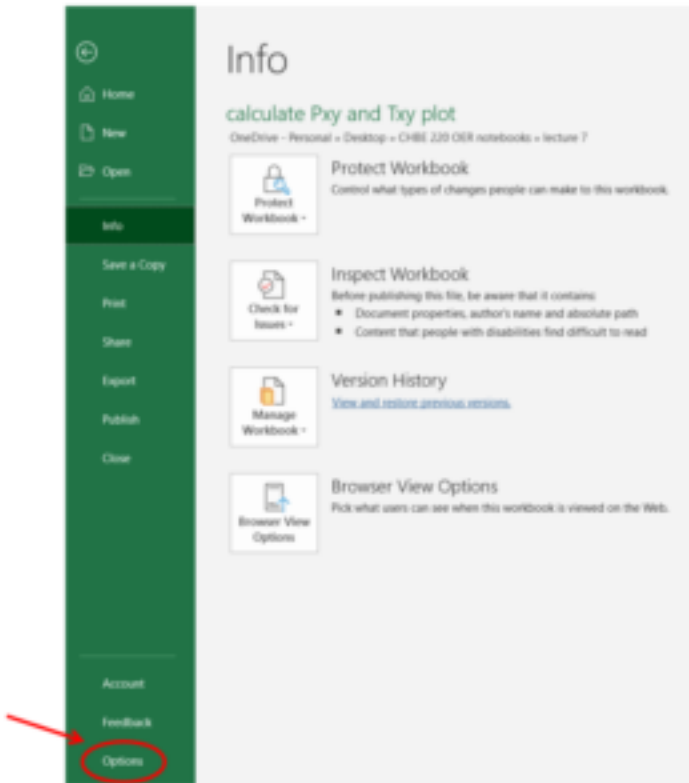 Home
New
Open
Info
Save a Copy
Print
Share
Export
Publish
Close
Account
Feedback
Options
Info
calculate Pxy and Txy plot
OneDrive - Personal » Desktop » CHBE 220 OER notebooks » lecture 7
Protect
Workbook
Protect Workbook
Control what types of changes people can make to this workbook.
Check for
Issues
Inspect Workbook
Before publishing this file, be aware that it contains:
Document properties, author's name and absolute path
Content that people with disabilities find difficult to read
Manage
Workbook
Version History
View and restore previous versions.
Browser View
Options
Browser View Options
Pick what users can see when this workbook is viewed on the Web.